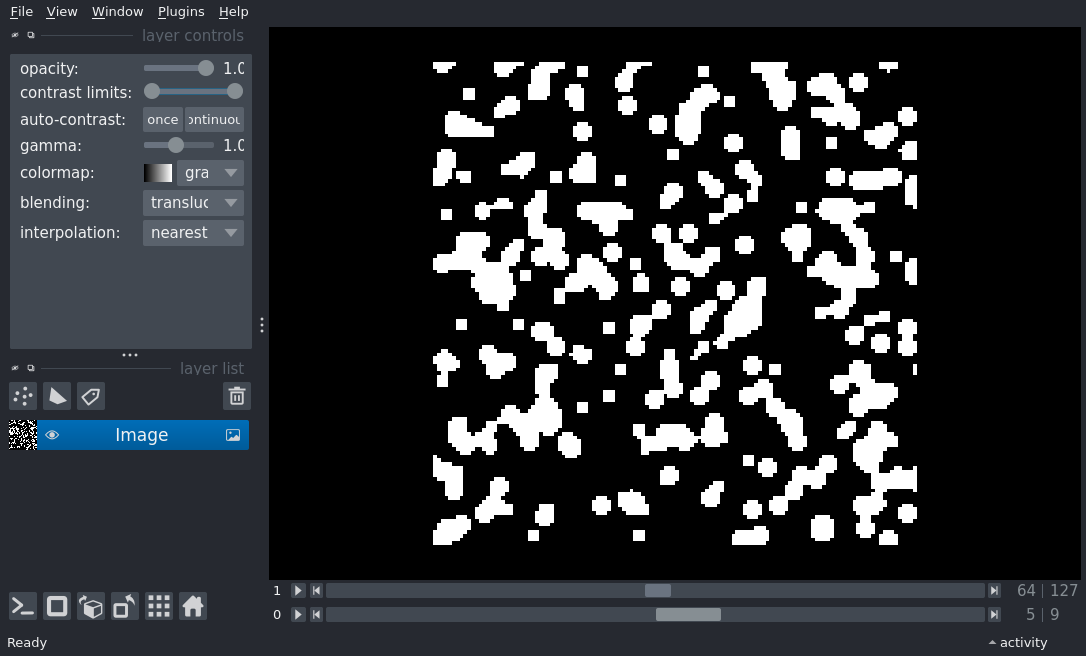 File View Window Plugins Help
layer controls
opacity: 1.0
contrast limits:
auto-contrast: once ontinuou
gamma: 1.0
colormap: gra
blending: transluc
interpolation: nearest
layer list
Image
1 64 | 127
0 5 | 9
Ready activity